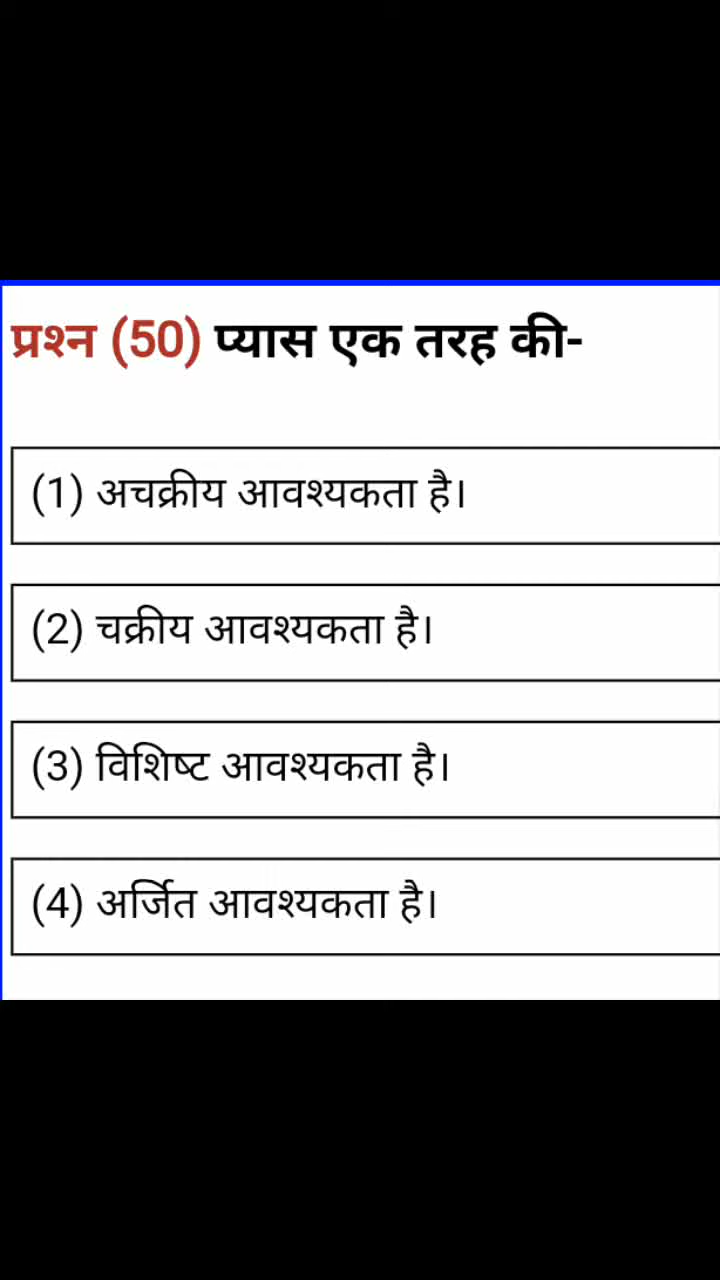 प्रश्न (50) प्यास एक तरह की-
(1) अचक्रीय आवश्यकता है।
(2) चक्रीय आवश्यकता है।
(3) विशिष्ट आवश्यकता है।
(4) अर्जित आवश्यकता है।